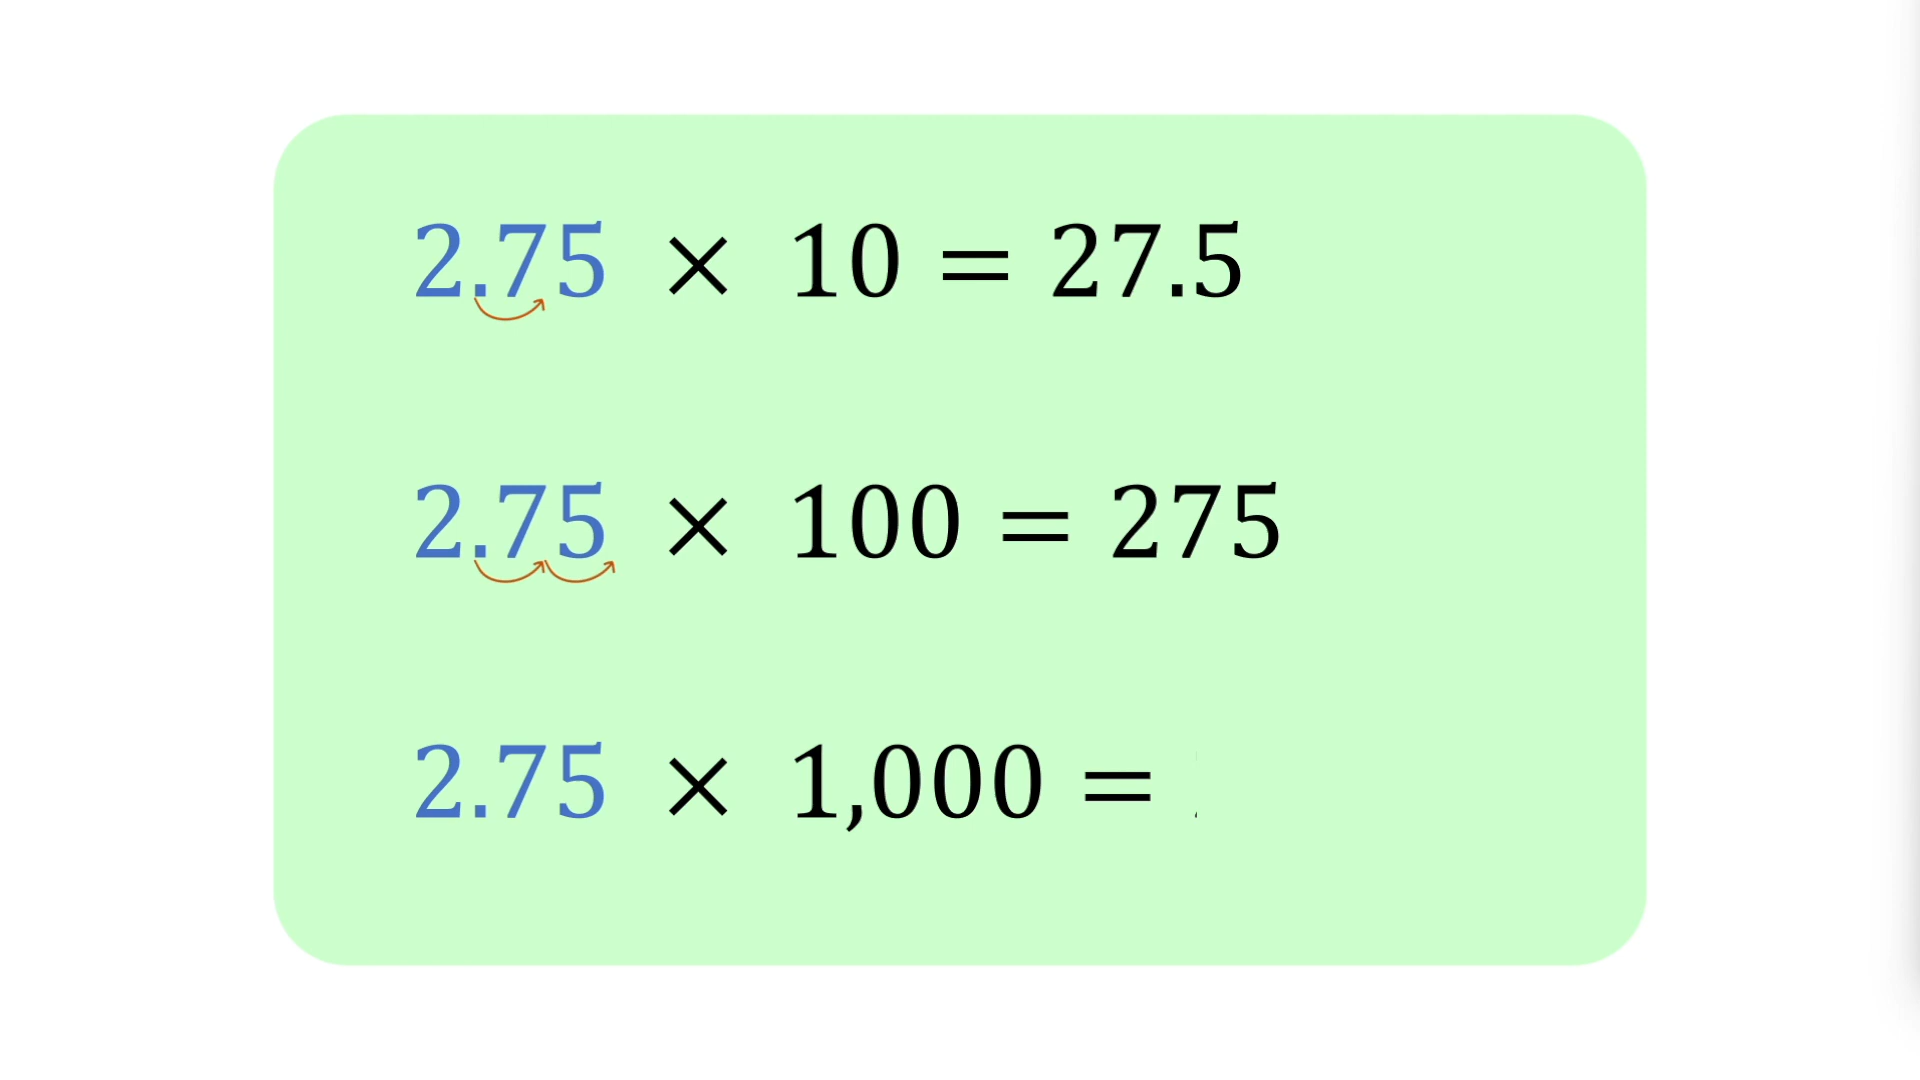 2.75 × 10 = 27.5
2.75 × 100 = 275
2.75 × 1,000 =